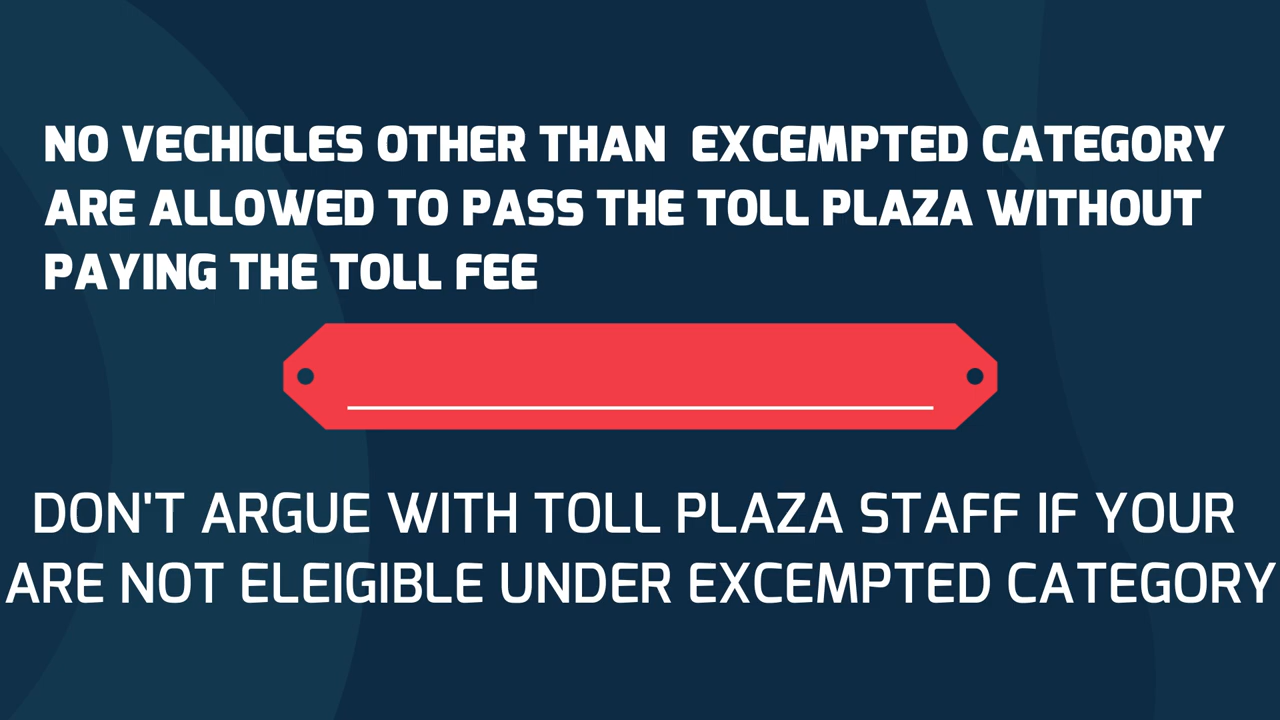 NO VECHICLES OTHER THAN  EXCEMPTED CATEGORY
ARE ALLOWED TO PASS THE TOLL PLAZA WITHOUT
PAYING THE TOLL FEE
DON'T ARGUE WITH TOLL PLAZA STAFF IF YOUR
ARE NOT ELEIGIBLE UNDER EXCEMPTED CATEGORY